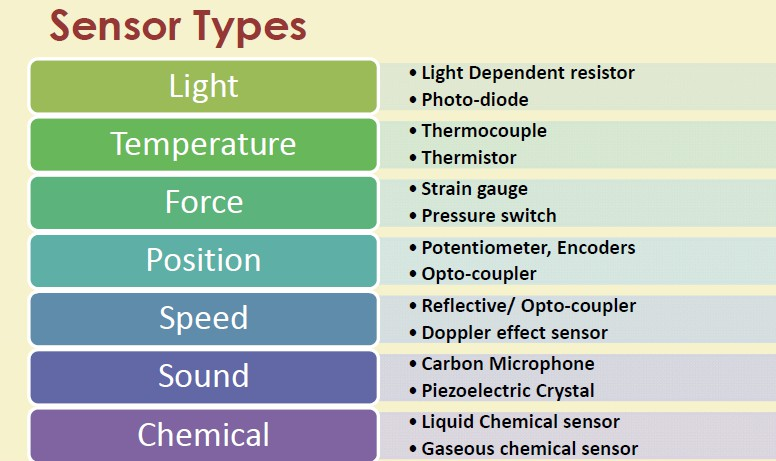 Sensor Types
Light
• Light Dependent resistor
• Photo-diode
Temperature
• Thermocouple
• Thermistor
Force
• Strain gauge
• Pressure switch
Position
• Potentiometer, Encoders
• Opto-coupler
Speed
• Reflective/ Opto-coupler
• Doppler effect sensor
Sound
• Carbon Microphone
• Piezoelectric Crystal
Chemical
• Liquid Chemical sensor
• Gaseous chemical sensor